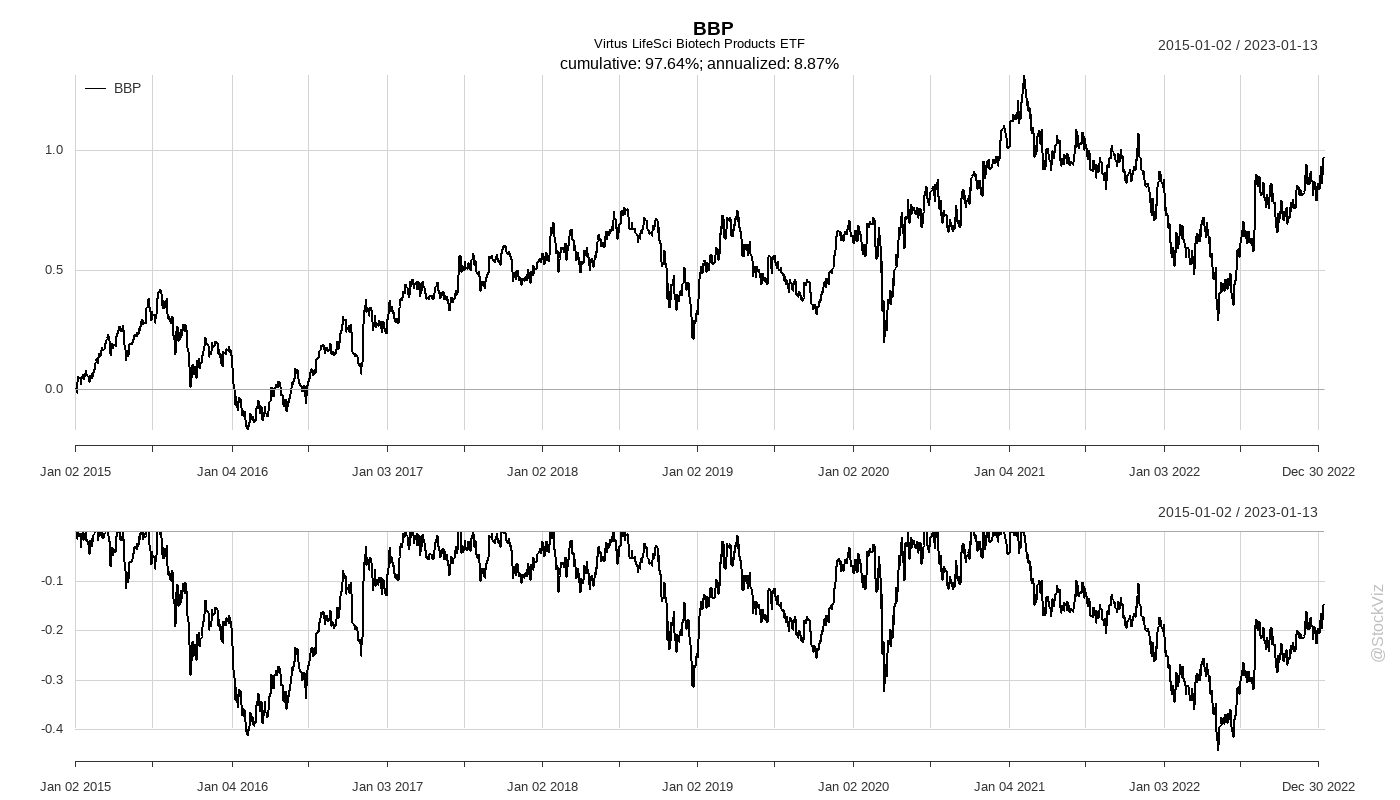 BBP
Virtus LifeSci Biotech Products ETF
cumulative: 97.64%; annualized: 8.87%
2015-01-02 / 2023-01-13
BBP
1.0
0.5
0.0
Jan 02 2015 Jan 04 2016 Jan 03 2017 Jan 02 2018 Jan 02 2019 Jan 02 2020 Jan 04 2021 Jan 03 2022 Dec 30 2022
2015-01-02 / 2023-01-13
-0.1
-0.2
-0.3
-0.4
Jan 02 2015 Jan 04 2016 Jan 03 2017 Jan 02 2018 Jan 02 2019 Jan 02 2020 Jan 04 2021 Jan 03 2022 Dec 30 2022
@StockViz